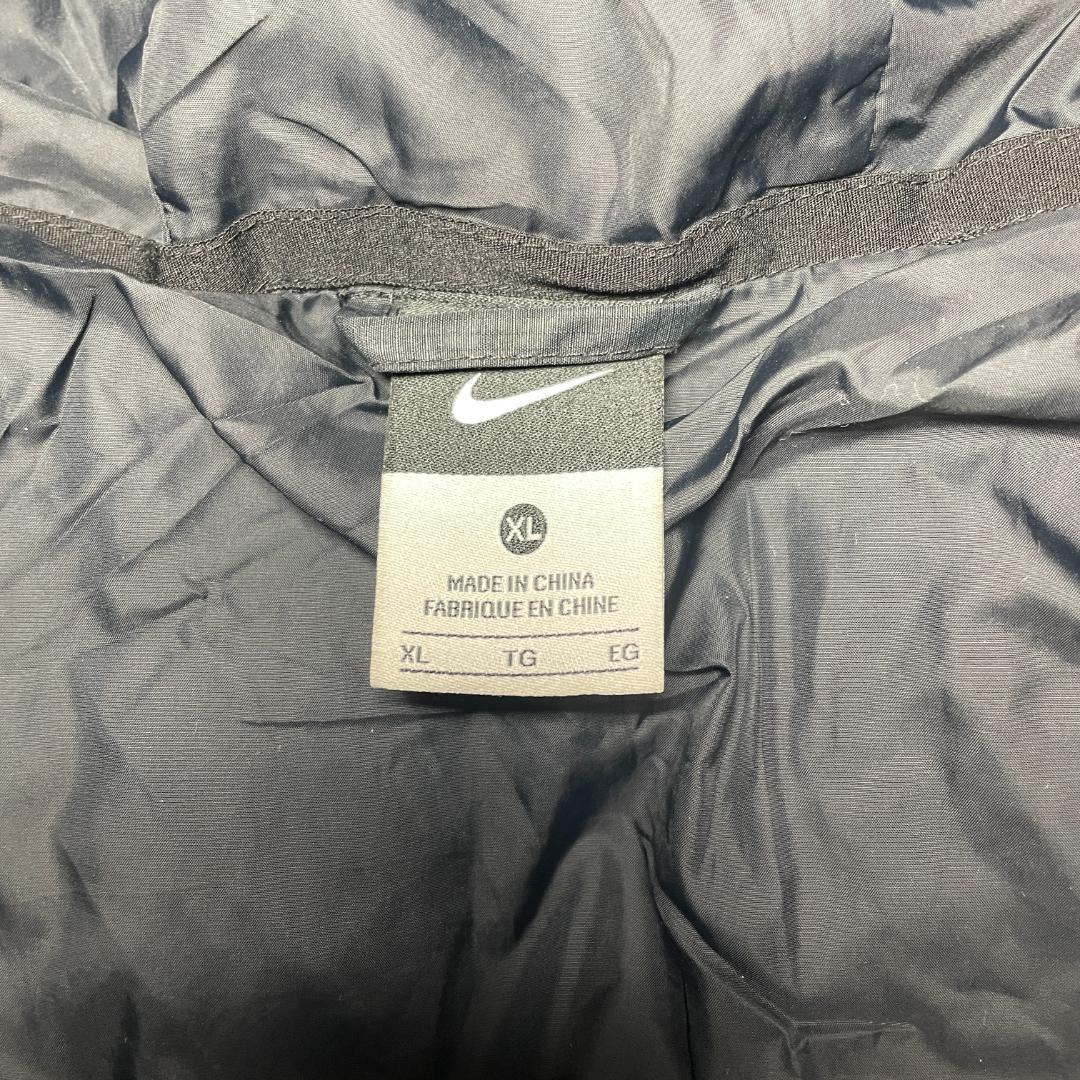 XL
MADE IN CHINA
FABRIQUE EN CHINE
XL TG EG